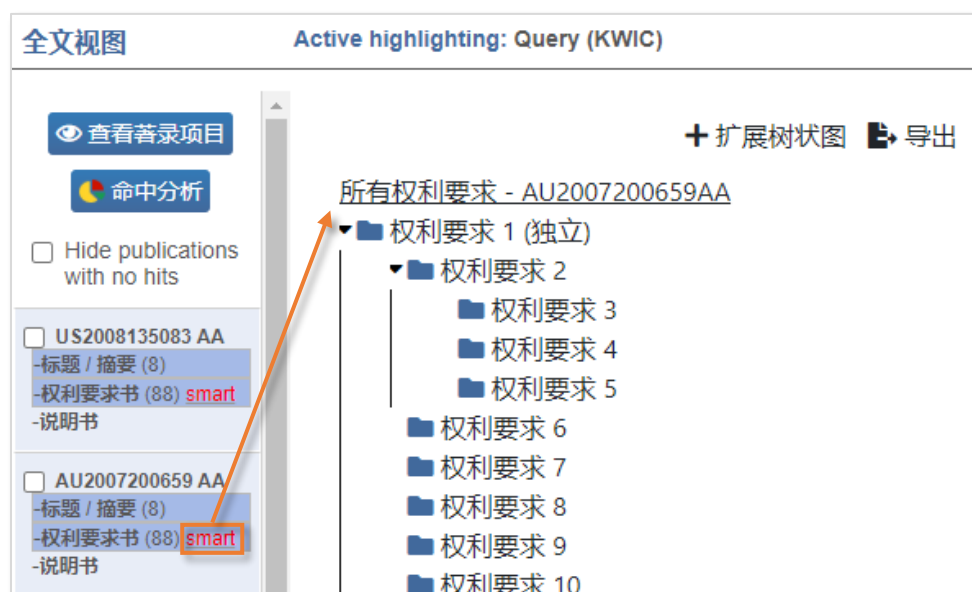 全文视图
Active highlighting: Query (KWIC)
查看著录项目
命中分析
Hide publications
with no hits
US2008135083 AA
-标题 / 摘要 (8)
-权利要求书 (88) smart
-说明书
AU2007200659 AA
-标题 / 摘要 (8)
-权利要求书 (88) smart
-说明书
扩展树状图 导出
所有权利要求 - AU2007200659AA
权利要求 1 (独立)
权利要求 2
权利要求 3
权利要求 4
权利要求 5
权利要求 6
权利要求 7
权利要求 8
权利要求 9
权利要求 10